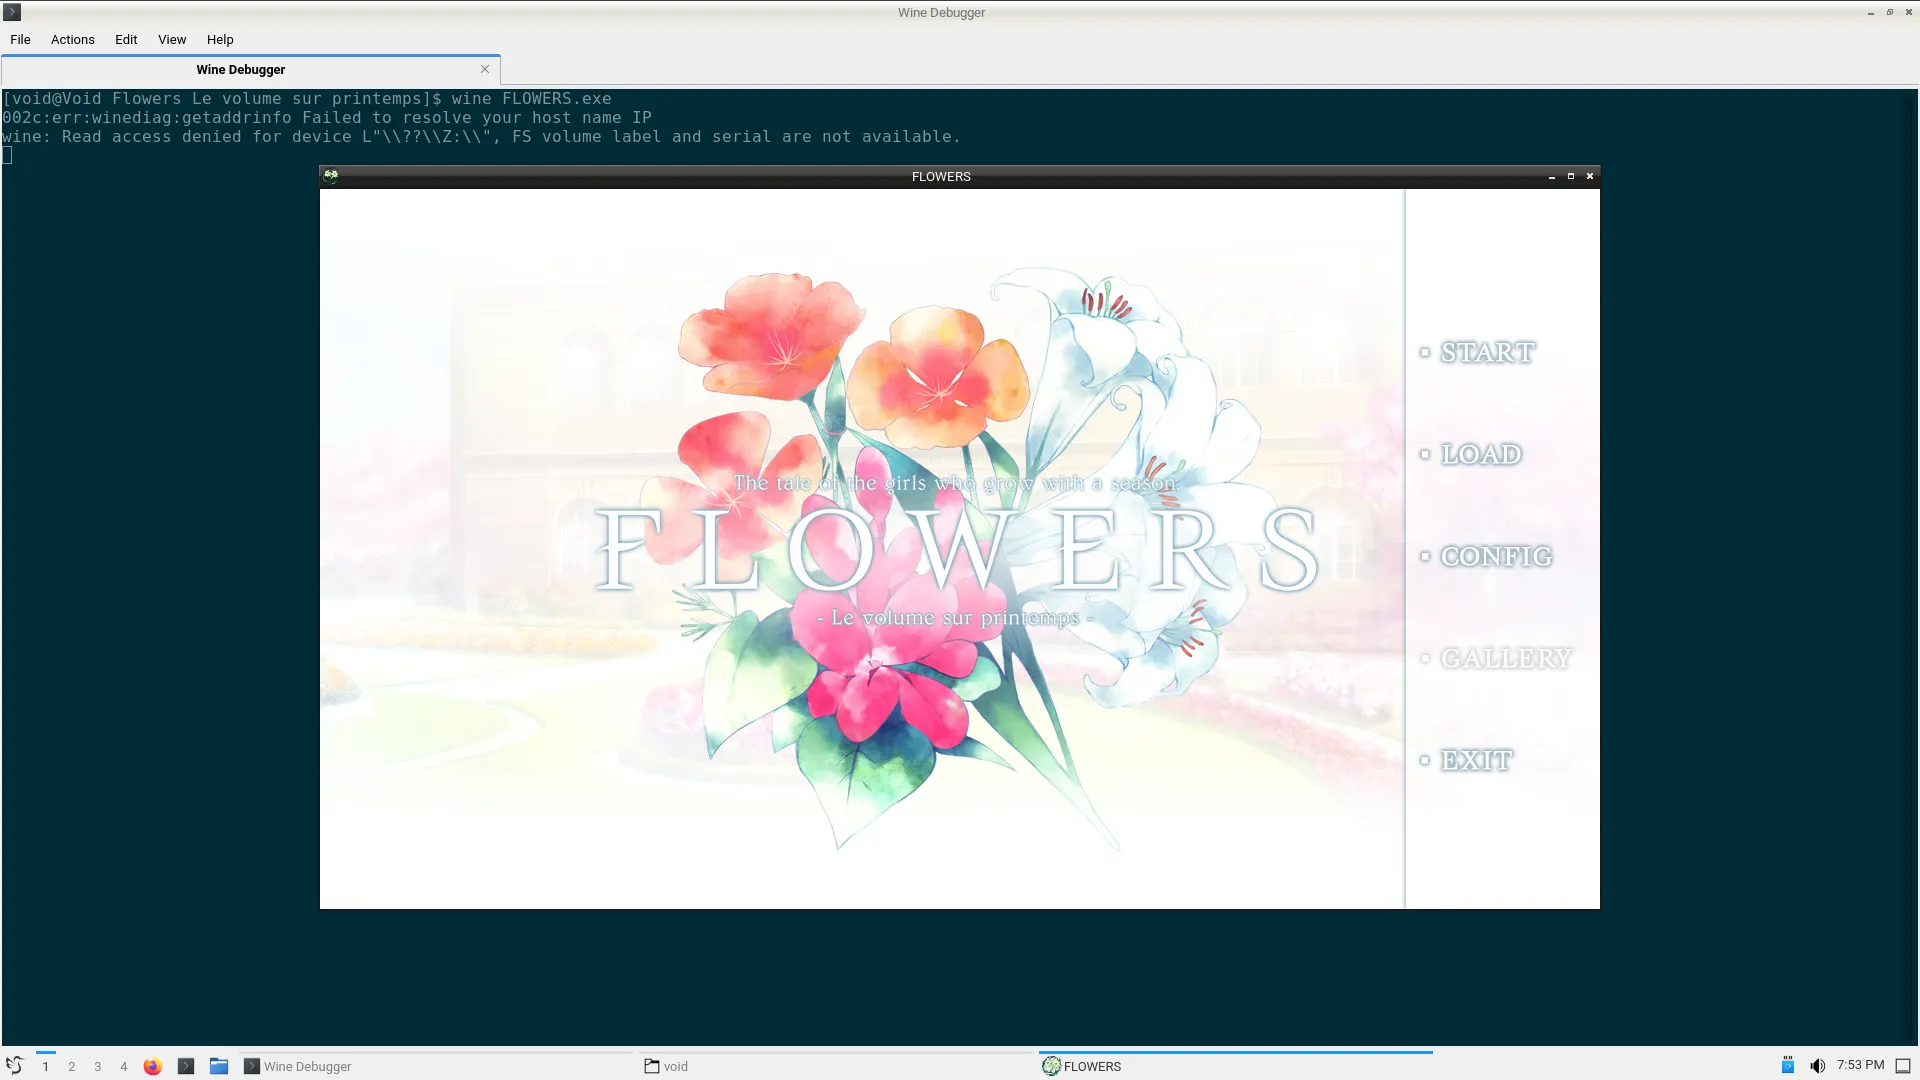 Wine Debugger
File Actions Edit View Help
Wine Debugger
[void@Void Flowers Le volume sur printemps]$ wine FLOWERS.exe
002c:err:winediag:getaddrinfo Failed to resolve your host name IP
wine: Read access denied for device L"\\??\\Z:\\", FS volume label and serial are not available.
FLOWERS
The tale of the girls who grow with a season.
FLOWERS
- Le volume sur printemps -
START
LOAD
CONFIG
GALLERY
EXIT
1 2 3 4 Wine Debugger void FLOWERS 7:53 PM